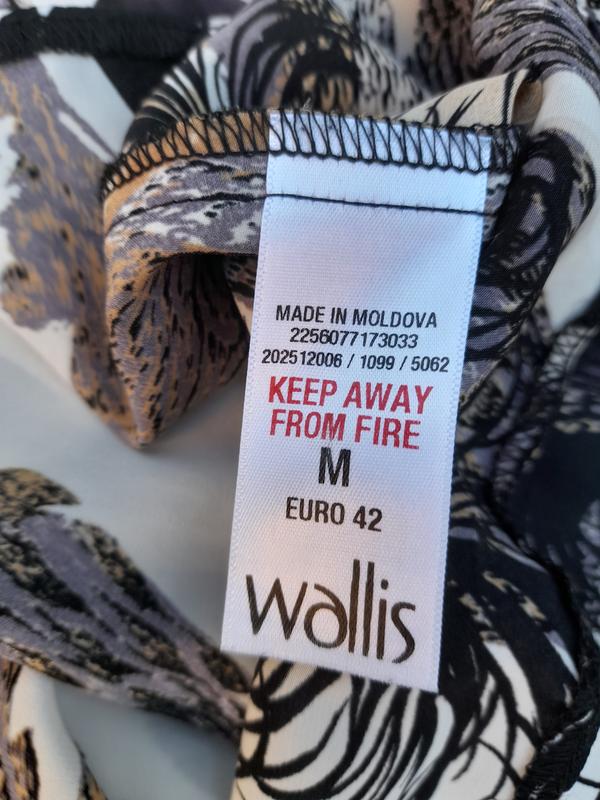 MADE IN MOLDOVA
2256077173033
202512006 / 1099 / 5062
KEEP AWAY
FROM FIRE
M
EURO 42
wallis